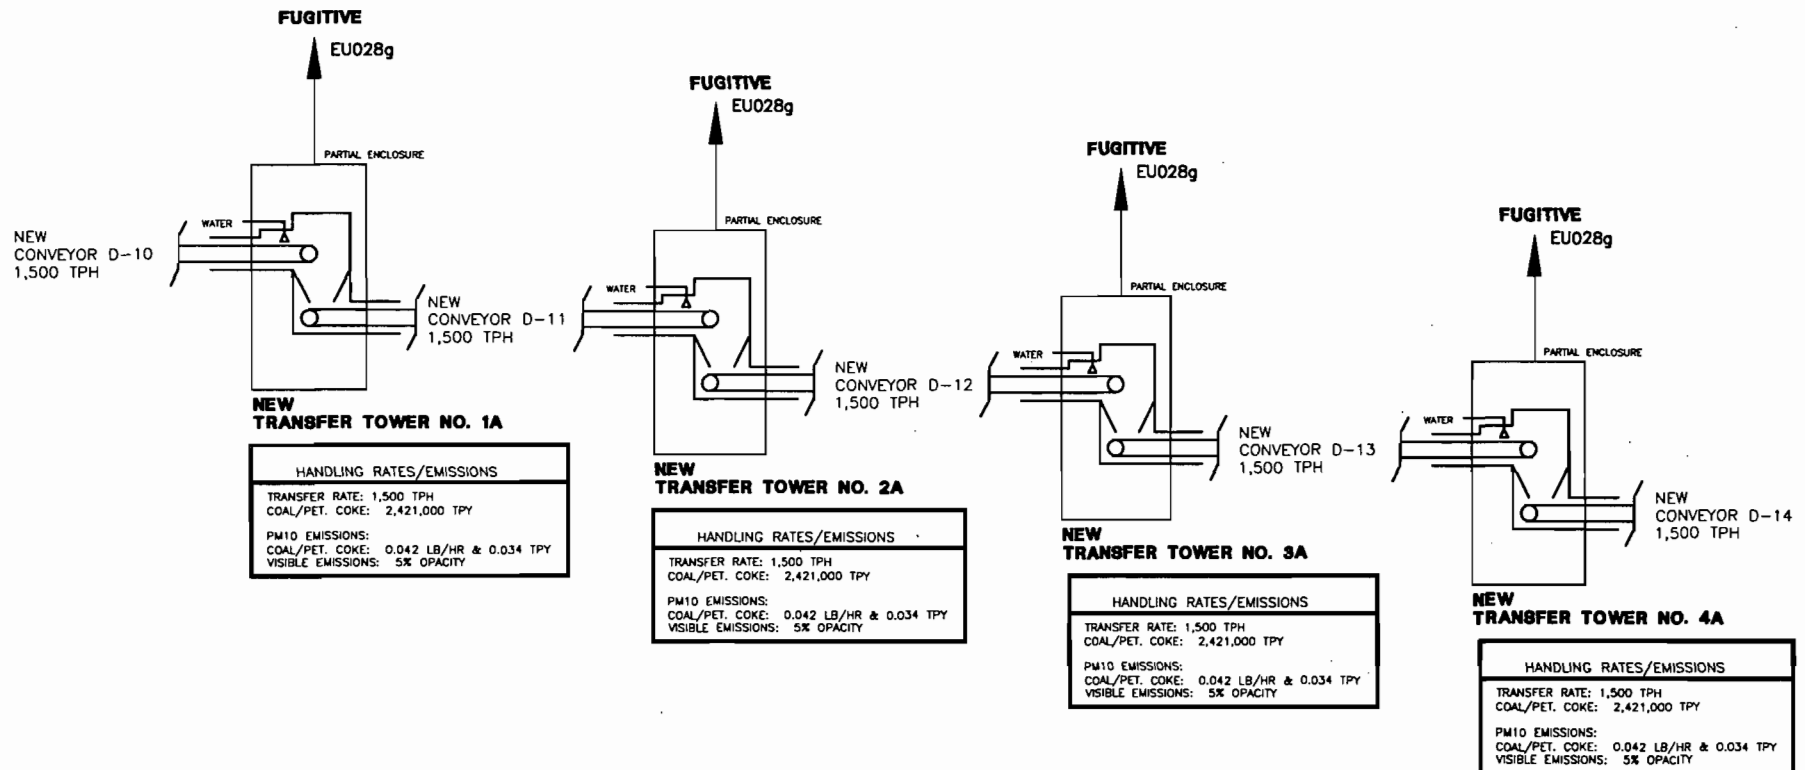 FUGITIVE
EU028g
PARTIAL ENCLOSURE
WATER
NEW
CONVEYOR D-10
1,500 TPH
NEW
CONVEYOR D-11
1,500 TPH
NEW
TRANSFER TOWER NO. 1A
HANDLING RATES/EMISSIONS
TRANSFER RATE: 1,500 TPH
COAL/PET. COKE: 2,421,000 TPY
PM10 EMISSIONS:
COAL/PET. COKE: 0.042 LB/HR & 0.034 TPY
VISIBLE EMISSIONS: 5% OPACITY
FUGITIVE
EU028g
PARTIAL ENCLOSURE
WATER
NEW
CONVEYOR D-12
1,500 TPH
NEW
TRANSFER TOWER NO. 2A
HANDLING RATES/EMISSIONS
TRANSFER RATE: 1,500 TPH
COAL/PET. COKE: 2,421,000 TPY
PM10 EMISSIONS:
COAL/PET. COKE: 0.042 LB/HR & 0.034 TPY
VISIBLE EMISSIONS: 5% OPACITY
FUGITIVE
EU028g
PARTIAL ENCLOSURE
WATER
NEW
CONVEYOR D-13
1,500 TPH
NEW
TRANSFER TOWER NO. 3A
HANDLING RATES/EMISSIONS
TRANSFER RATE: 1,500 TPH
COAL/PET. COKE: 2,421,000 TPY
PM10 EMISSIONS:
COAL/PET. COKE: 0.042 LB/HR & 0.034 TPY
VISIBLE EMISSIONS: 5% OPACITY
FUGITIVE
EU028g
PARTIAL ENCLOSURE
WATER
NEW
CONVEYOR D-14
1,500 TPH
NEW
TRANSFER TOWER NO. 4A
HANDLING RATES/EMISSIONS
TRANSFER RATE: 1,500 TPH
COAL/PET. COKE: 2,421,000 TPY
PM10 EMISSIONS:
COAL/PET. COKE: 0.042 LB/HR & 0.034 TPY
VISIBLE EMISSIONS: 5% OPACITY